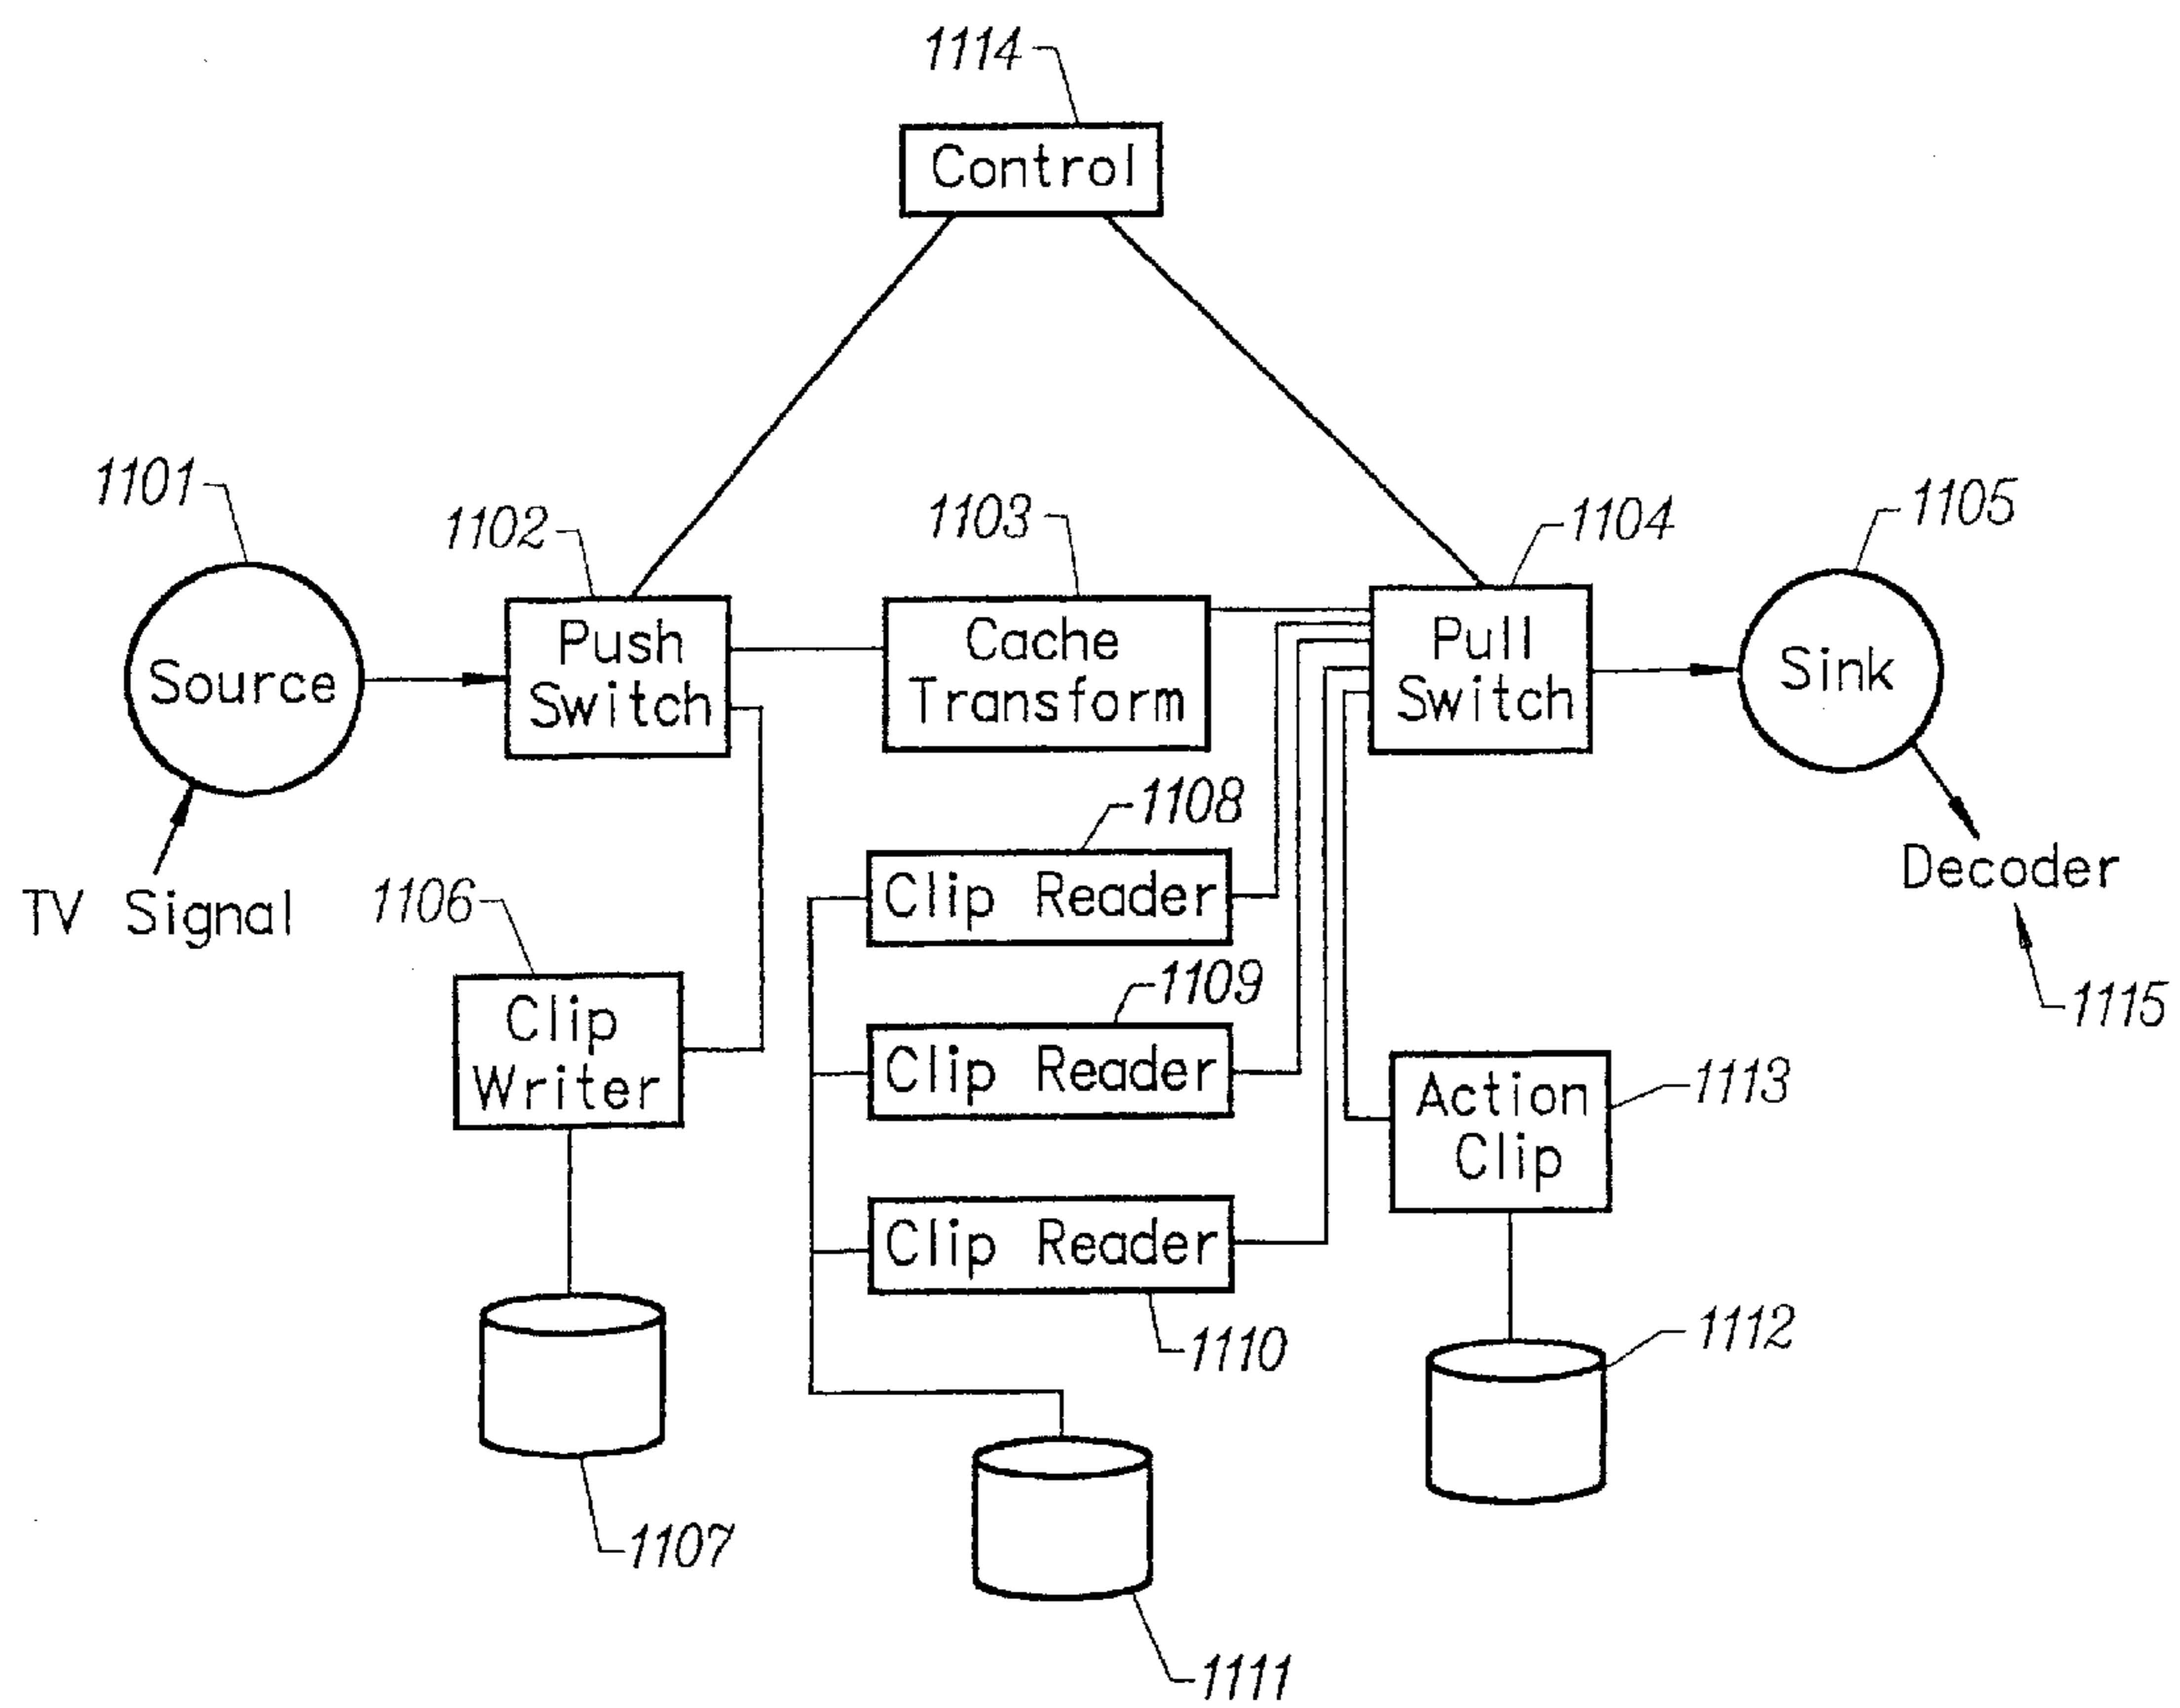 1114
Control
1101
1102
1103
1104
1105
Source
Push
Switch
Cache
Transform
Pull
Switch
Sink
TV Signal
Decoder
1115
1106
Clip
Writer
1107
1108
Clip Reader
1109
Clip Reader
Clip Reader
1110
1111
Action
Clip
1113
1112